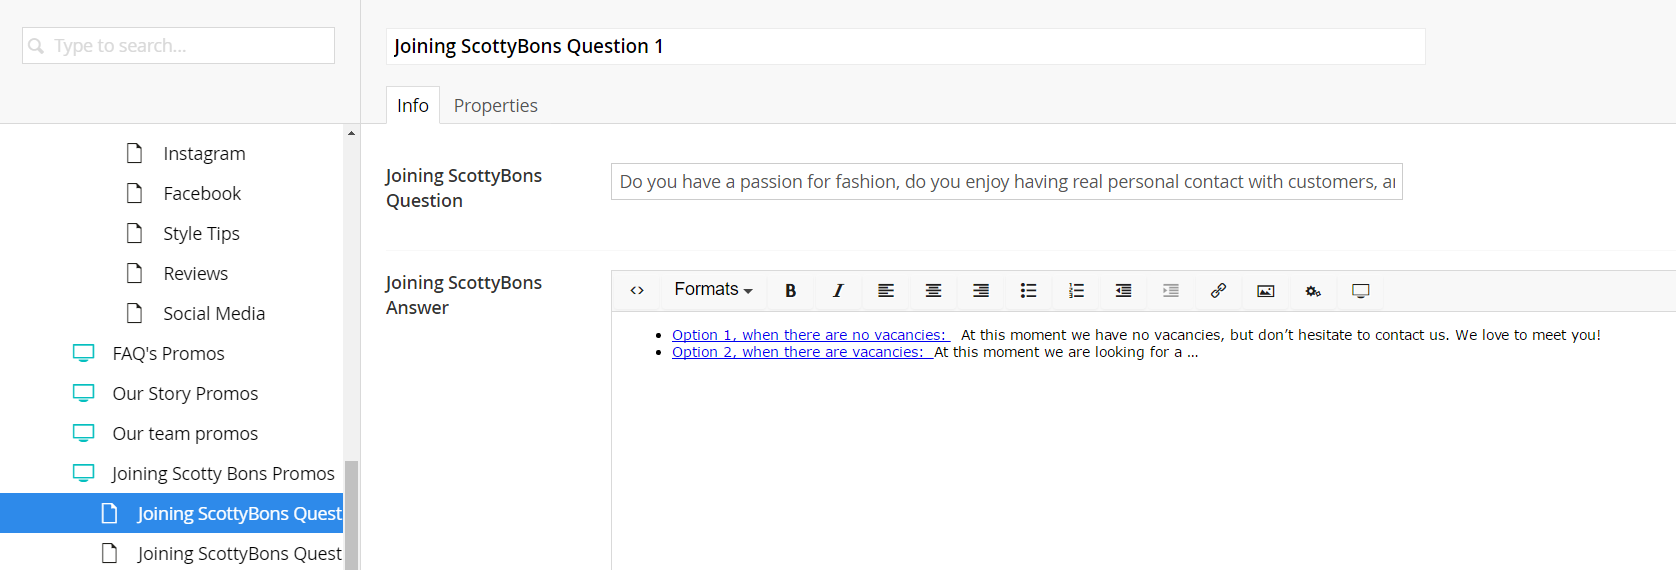 Type to search...
Joining ScottyBons Question 1
Info
Properties
Instagram
Facebook
Style Tips
Reviews
Social Media
FAQ's Promos
Our Story Promos
Our team promos
Joining Scotty Bons Promos
Joining ScottyBons Quest
Joining ScottyBons Quest
Joining ScottyBons
Question
Do you have a passion for fashion, do you enjoy having real personal contact with customers, a
Joining ScottyBons
Answer
Formats
B
I
Option 1, when there are no vacancies: At this moment we have no vacancies, but don’t hesitate to contact us. We love to meet you!
Option 2, when there are vacancies: At this moment we are looking for a ...